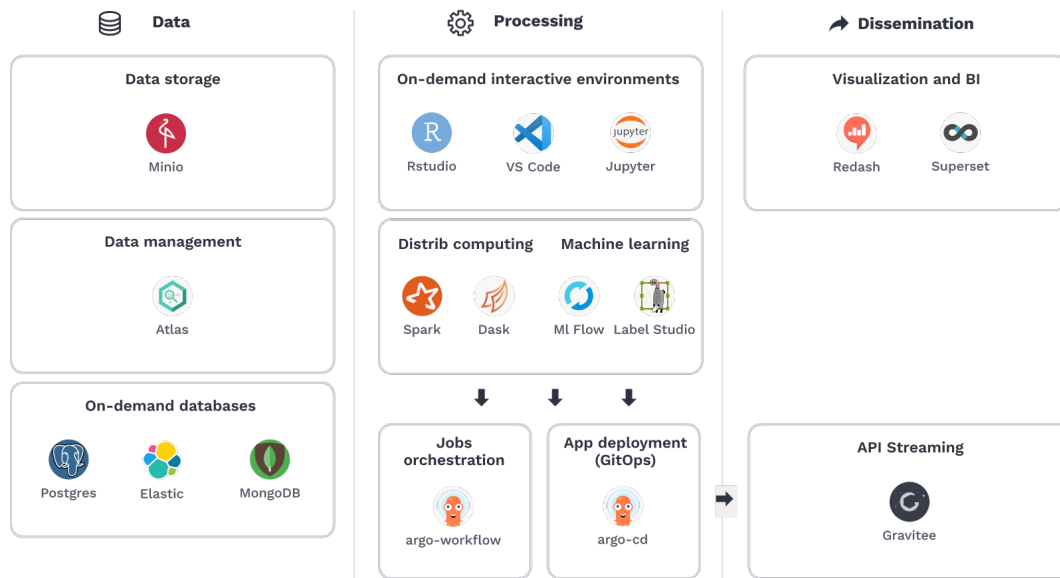 Data
Data storage
Minio
Data management
Atlas
On-demand databases
Postgres
Elastic
MongoDB
Processing
On-demand interactive environments
R
Rstudio
VS Code
jupyter
Jupyter
Distrib computing
Machine learning
Spark
Dask
Ml Flow
Label Studio
Jobs
orchestration
argo-workflow
App deployment
(GitOps)
argo-cd
Dissemination
Visualization and BI
Redash
Superset
API Streaming
Gravitee